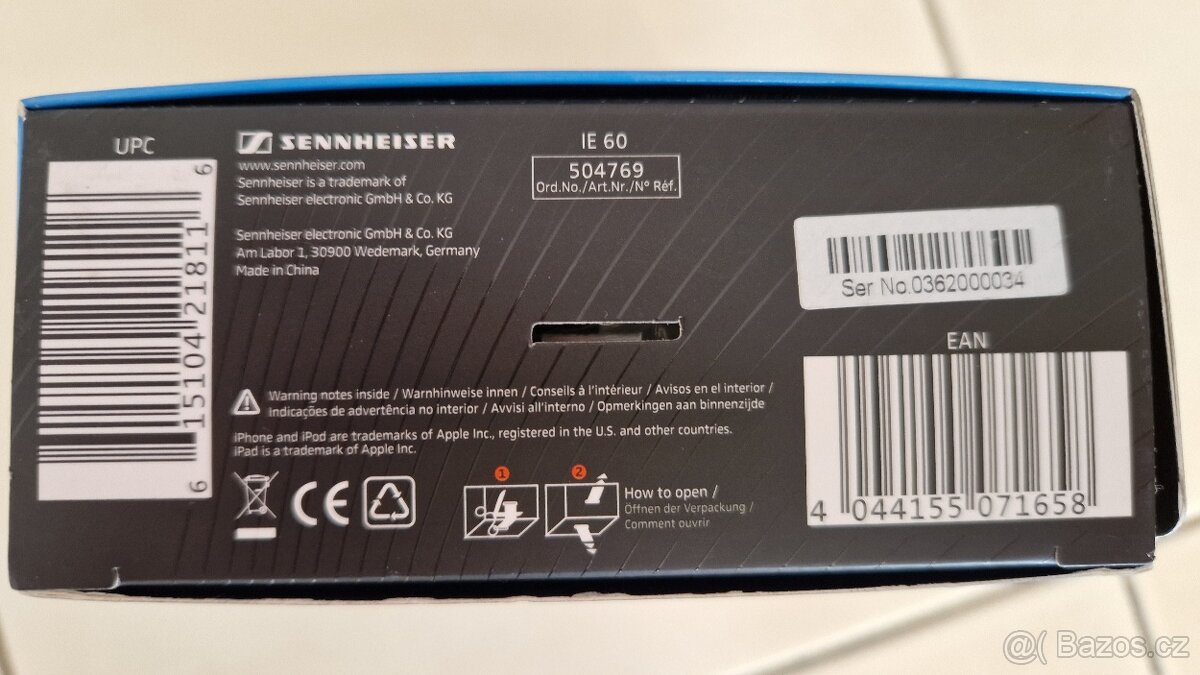 UPC
6 15104 21811 6
SENNHEISER
www.sennheiser.com
Sennheiser is a trademark of
Sennheiser electronic GmbH & Co. KG
Sennheiser electronic GmbH & Co. KG
Am Labor 1, 30900 Wedemark, Germany
Made in China
IE 60
504769
Ord.No./Art.Nr./N° Réf.
Ser No.0362000034
EAN
4 044155 071658
Warning notes inside / Warnhinweise innen / Conseils à l'intérieur / Avisos en el interior /
Indicações de advertência no interior / Avvisi all'interno / Opmerkingen aan binnenzijde
iPhone and iPod are trademarks of Apple Inc., registered in the U.S. and other countries.
iPad is a trademark of Apple Inc.
CE
1
2
How to open /
Öffnen der Verpackung /
Comment ouvrir
@( Bazos.cz